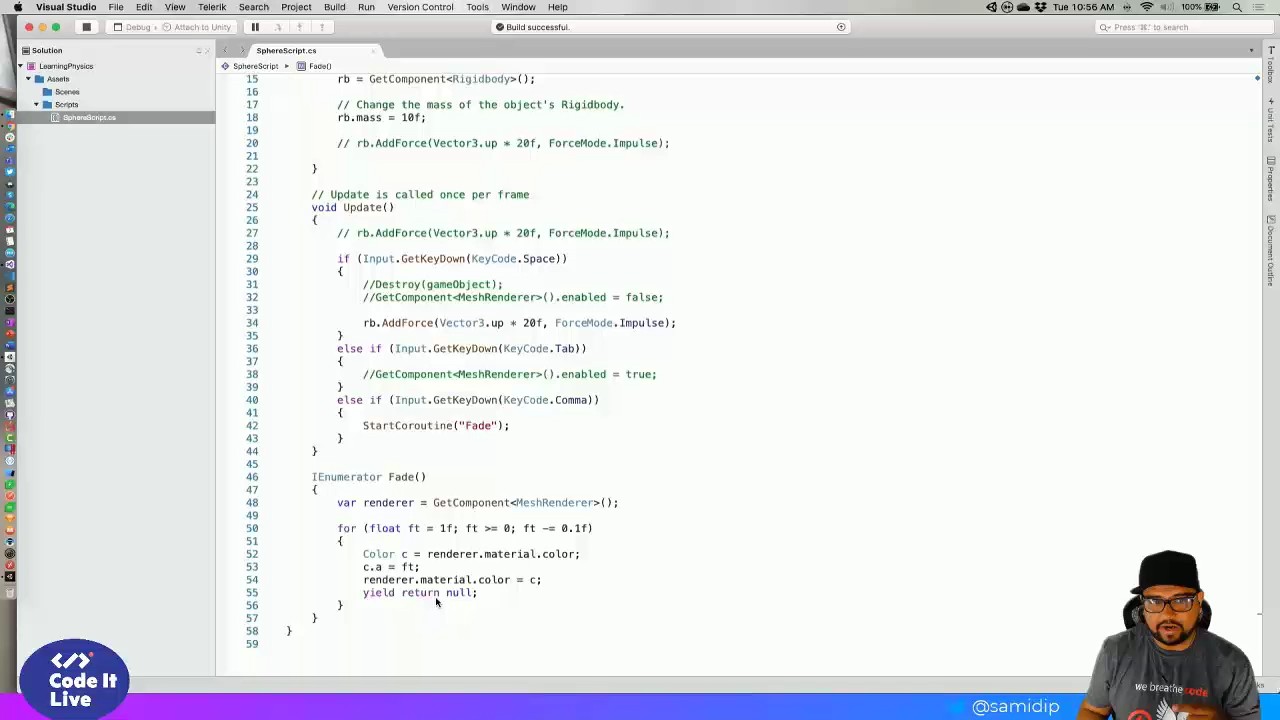 Visual Studio File Edit View Telerik Search Project Build Run Version Control Tools Window Help
100%
Tue 10:56 AM
Debug
Attach to Unity
Build successful.
Press '⌘.' to search
Solution
SphereScript.cs
SphereScript
Fade()
LearningPhysics
Assets
Scenes
Scripts
SphereScript.cs
15 rb = GetComponent<Rigidbody>();
16
17 // Change the mass of the object's Rigidbody.
18 rb.mass = 10f;
19
20 // rb.AddForce(Vector3.up * 20f, ForceMode.Impulse);
21
22 }
23
24 // Update is called once per frame
25 void Update()
26 {
27 // rb.AddForce(Vector3.up * 20f, ForceMode.Impulse);
28
29 if (Input.GetKeyDown(KeyCode.Space))
30 {
31 //Destroy(gameObject);
32 //GetComponent<MeshRenderer>().enabled = false;
33
34 rb.AddForce(Vector3.up * 20f, ForceMode.Impulse);
35 }
36 else if (Input.GetKeyDown(KeyCode.Tab))
37 {
38 //GetComponent<MeshRenderer>().enabled = true;
39 }
40 else if (Input.GetKeyDown(KeyCode.Comma))
41 {
42 StartCoroutine("Fade");
43 }
44 }
45
46 IEnumerator Fade()
47 {
48 var renderer = GetComponent<MeshRenderer>();
49
50 for (float ft = 1f; ft >= 0; ft -= 0.1f)
51 {
52 Color c = renderer.material.color;
53 c.a = ft;
54 renderer.material.color = c;
55 yield return null;
56 }
57 }
58 }
59
Toolbox
Unit Tests
Properties
Document Outline
</> Code It
Live
we breathe code
@samidip